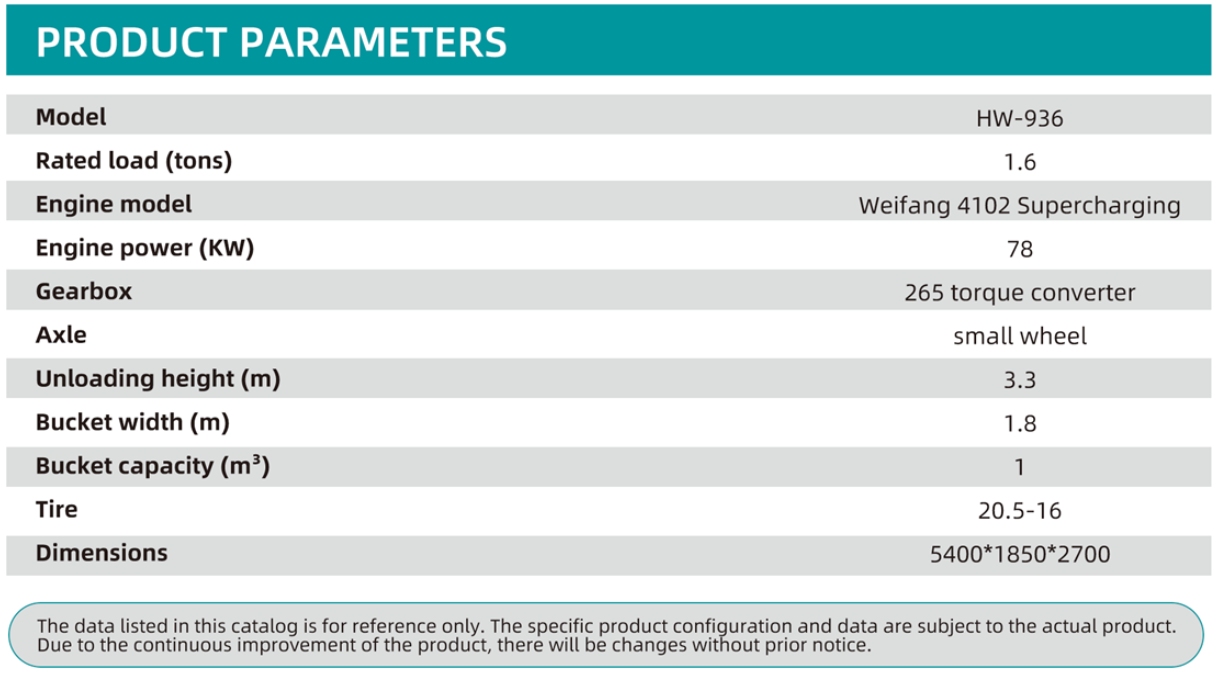 PRODUCT PARAMETERS
Model HW-936
Rated load (tons) 1.6
Engine model Weifang 4102 Supercharging
Engine power (KW) 78
Gearbox 265 torque converter
Axle small wheel
Unloading height (m) 3.3
Bucket width (m) 1.8
Bucket capacity (m³) 1
Tire 20.5-16
Dimensions 5400*1850*2700
The data listed in this catalog is for reference only. The specific product configuration and data are subject to the actual product.
Due to the continuous improvement of the product, there will be changes without prior notice.